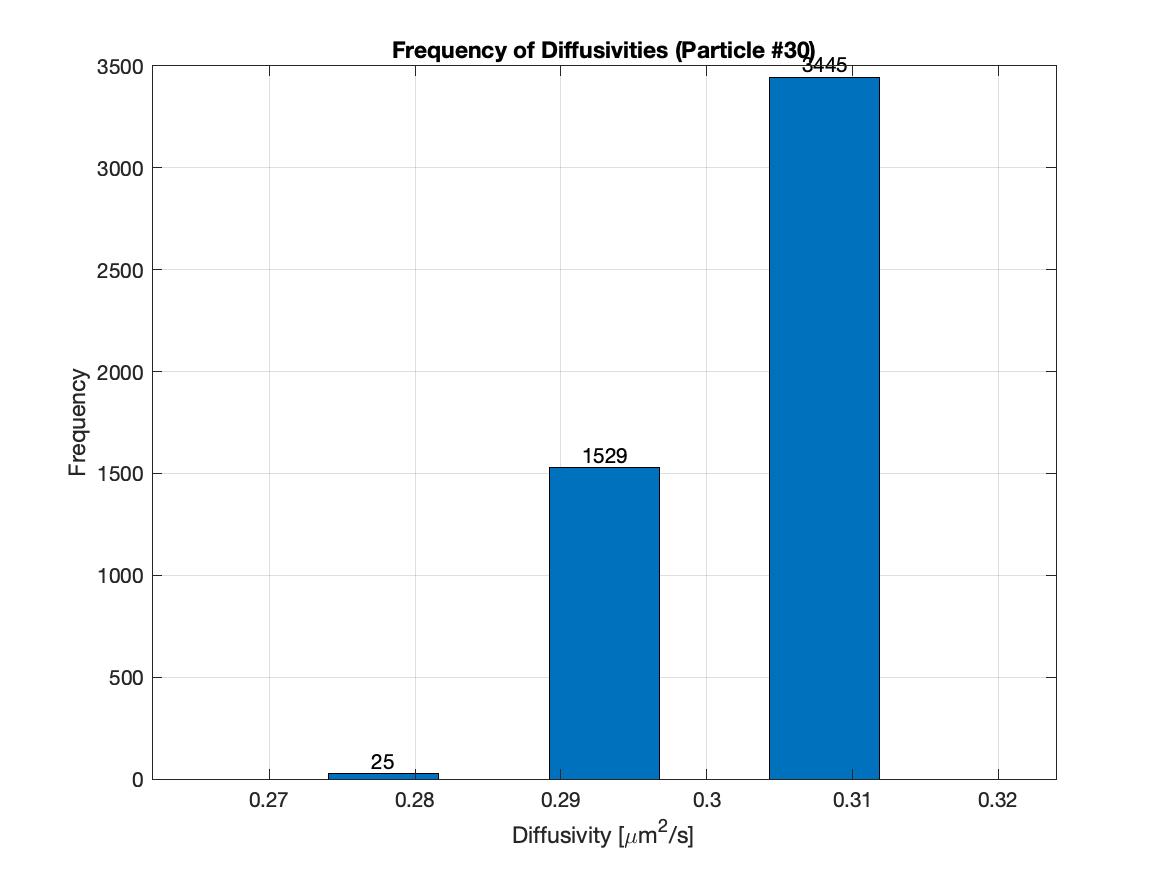 Frequency of Diffusivities (Particle #30)
3500
3000
2500
2000
1500
1000
500
0
Frequency
3445
1529
25
0.27 0.28 0.29 0.3 0.31 0.32
Diffusivity [μm²/s]